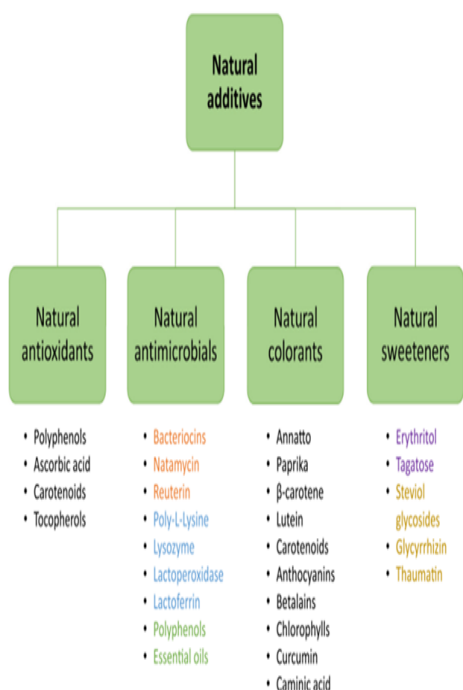 Natural
additives
Natural
antioxidants
Natural
antimicrobials
Natural
colorants
Natural
sweeteners
• Polyphenols
• Ascorbic acid
• Carotenoids
• Tocopherols
• Bacteriocins
• Natamycin
• Reuterin
• Poly-L-Lysine
• Lysozyme
• Lactoperoxidase
• Lactoferrin
• Polyphenols
• Essential oils
• Annatto
• Paprika
• β-carotene
• Lutein
• Carotenoids
• Anthocyanins
• Betalains
• Chlorophylls
• Curcumin
• Caminic acid
• Erythritol
• Tagatose
• Steviol
glycosides
• Glycyrrhizin
• Thaumatin